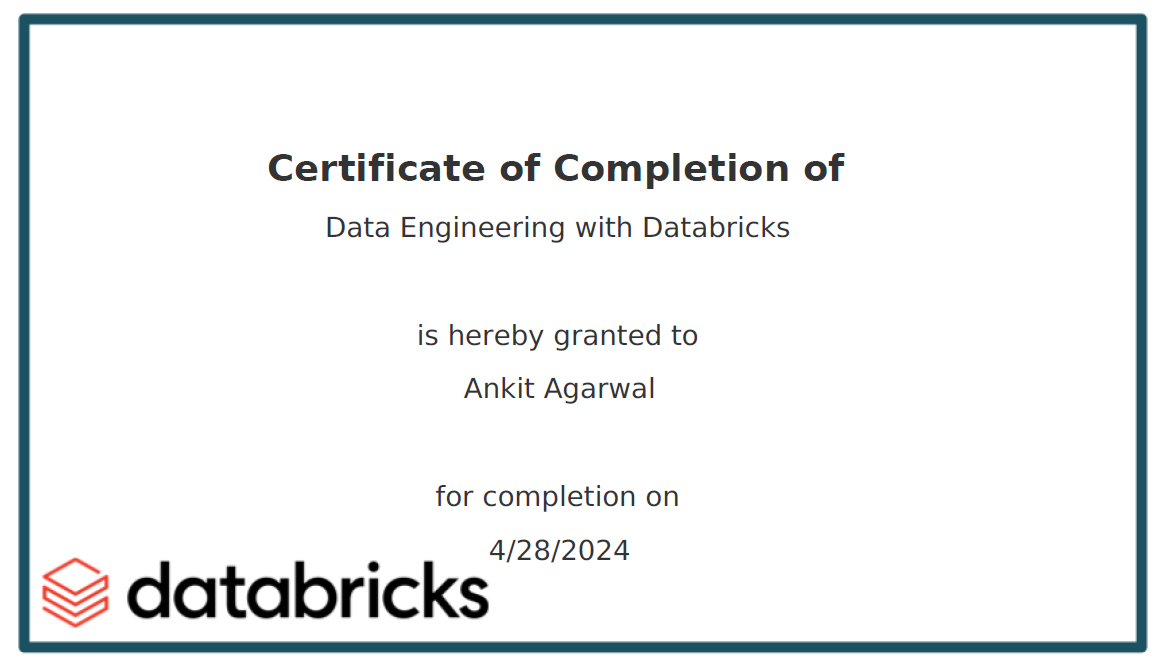 Certificate of Completion of
Data Engineering with Databricks
is hereby granted to
Ankit Agarwal
for completion on
4/28/2024
databricks